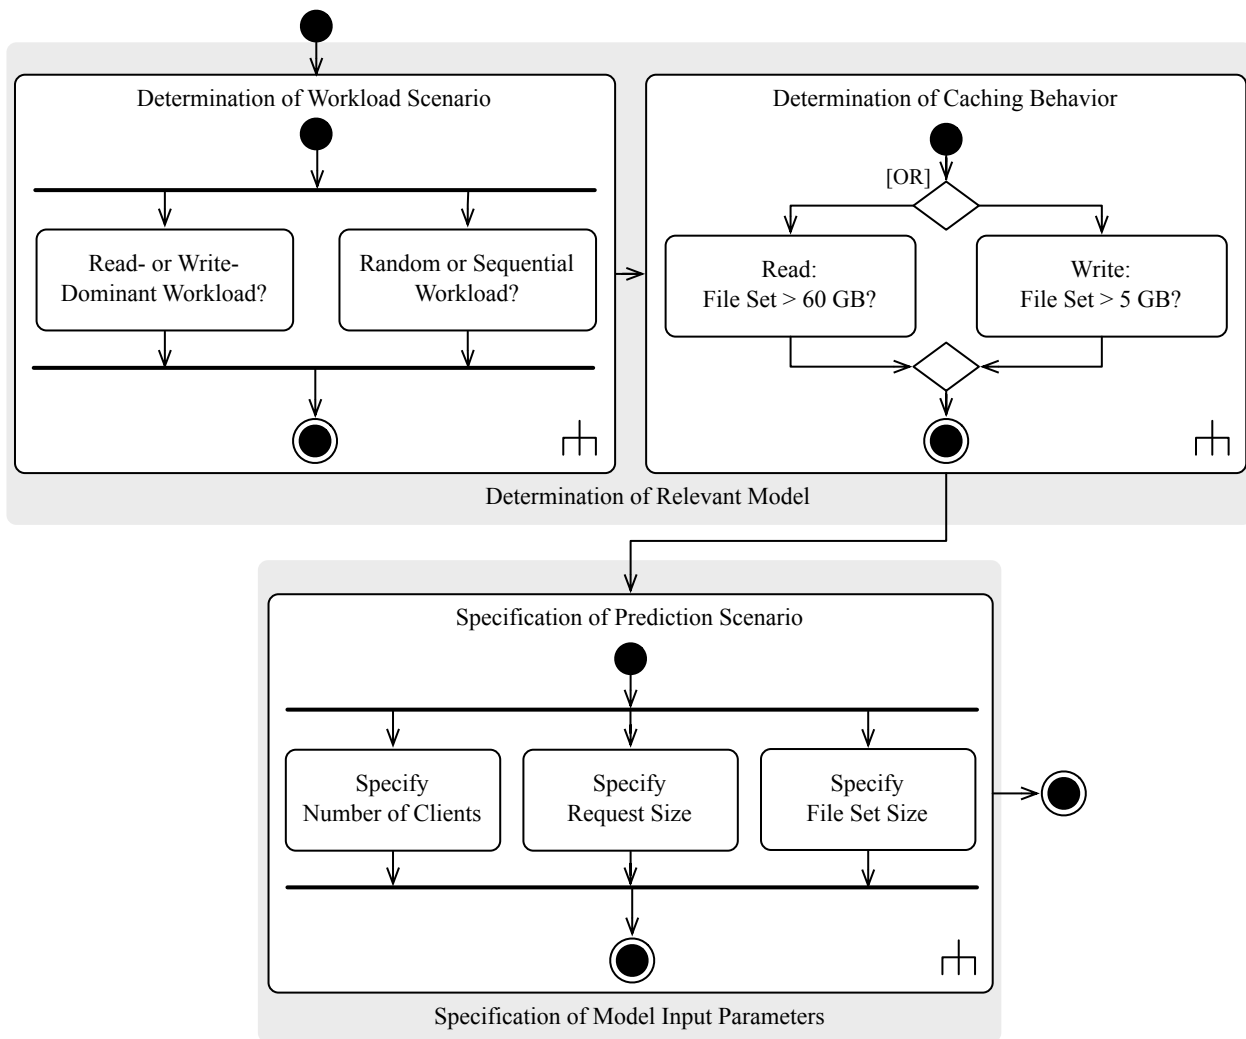 Determination of Workload Scenario
Read- or Write-
Dominant Workload?
Random or Sequential
Workload?
Determination of Caching Behavior
[OR]
Read:
File Set > 60 GB?
Write:
File Set > 5 GB?
Determination of Relevant Model
Specification of Prediction Scenario
Specify
Number of Clients
Specify
Request Size
Specify
File Set Size
Specification of Model Input Parameters